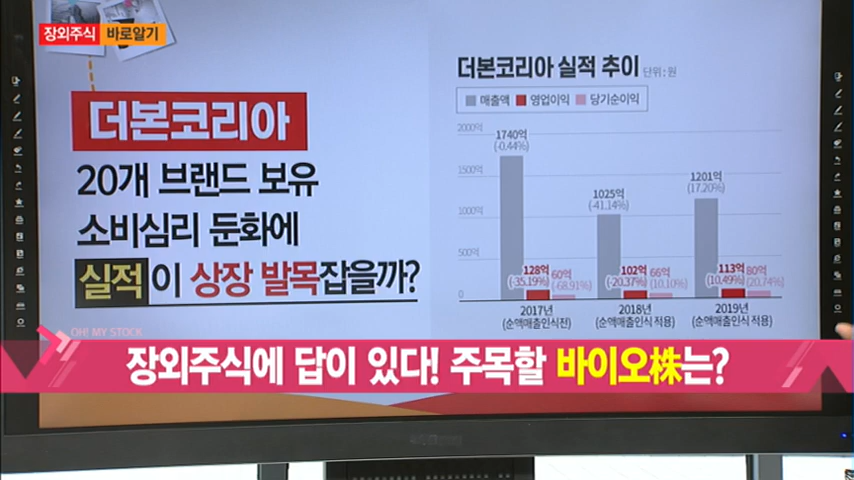 장외주식 바로알기
더본코리아
20개 브랜드 보유
소비심리 둔화에
실적이 상장 발목잡을까?
OH! MY STOCK
더본코리아 실적 추이 단위:원
매출액 영업이익 당기순이익
2000억
1500억
1000억
500억
0
1740억
(-0.44%)
128억
(-35.19%)
60억
(-68.91%)
2017년
(순액매출인식전)
1025억
(-41.14%)
102억
(-20.37%)
66억
(10.10%)
2018년
(순액매출인식 적용)
1201억
(17.20%)
113억
(10.49%)
80억
(20.74%)
2019년
(순액매출인식 적용)
장외주식에 답이 있다! 주목할 바이오株는?